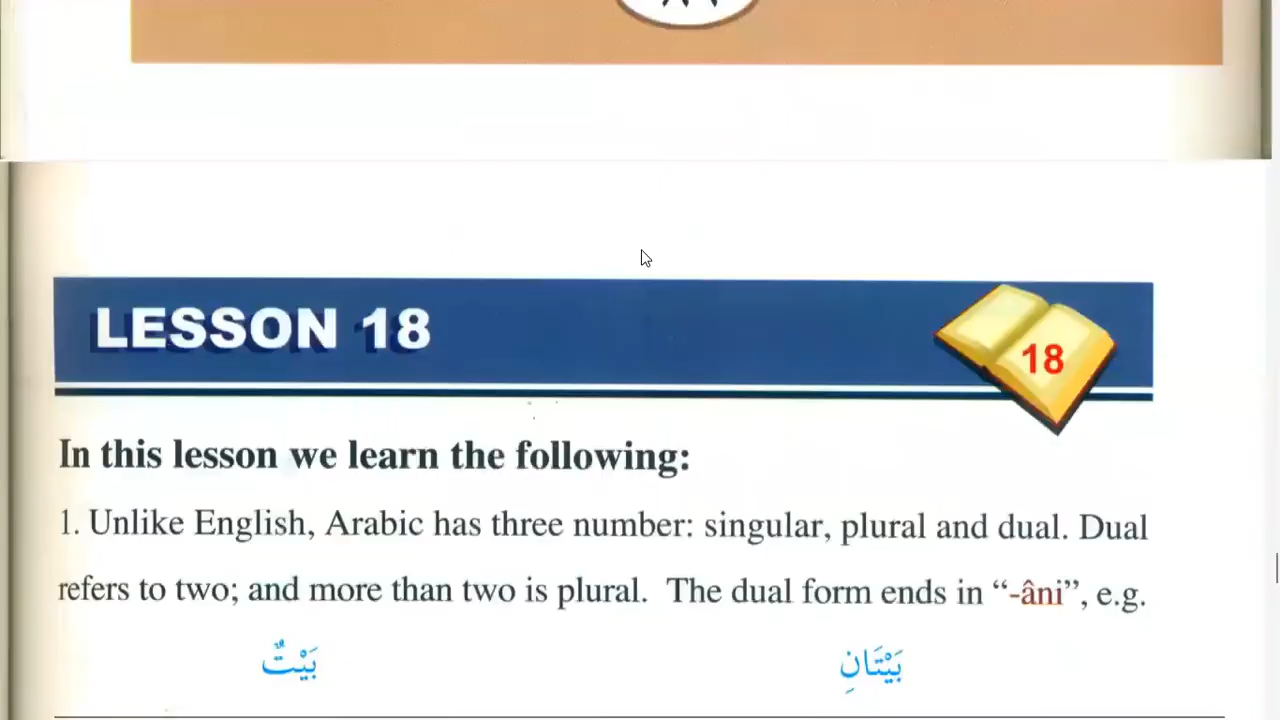 LESSON 18
18
In this lesson we learn the following:
1. Unlike English, Arabic has three number: singular, plural and dual. Dual
refers to two; and more than two is plural. The dual form ends in “-âni”, e.g.
بَيْتٌ بَيْتَانِ